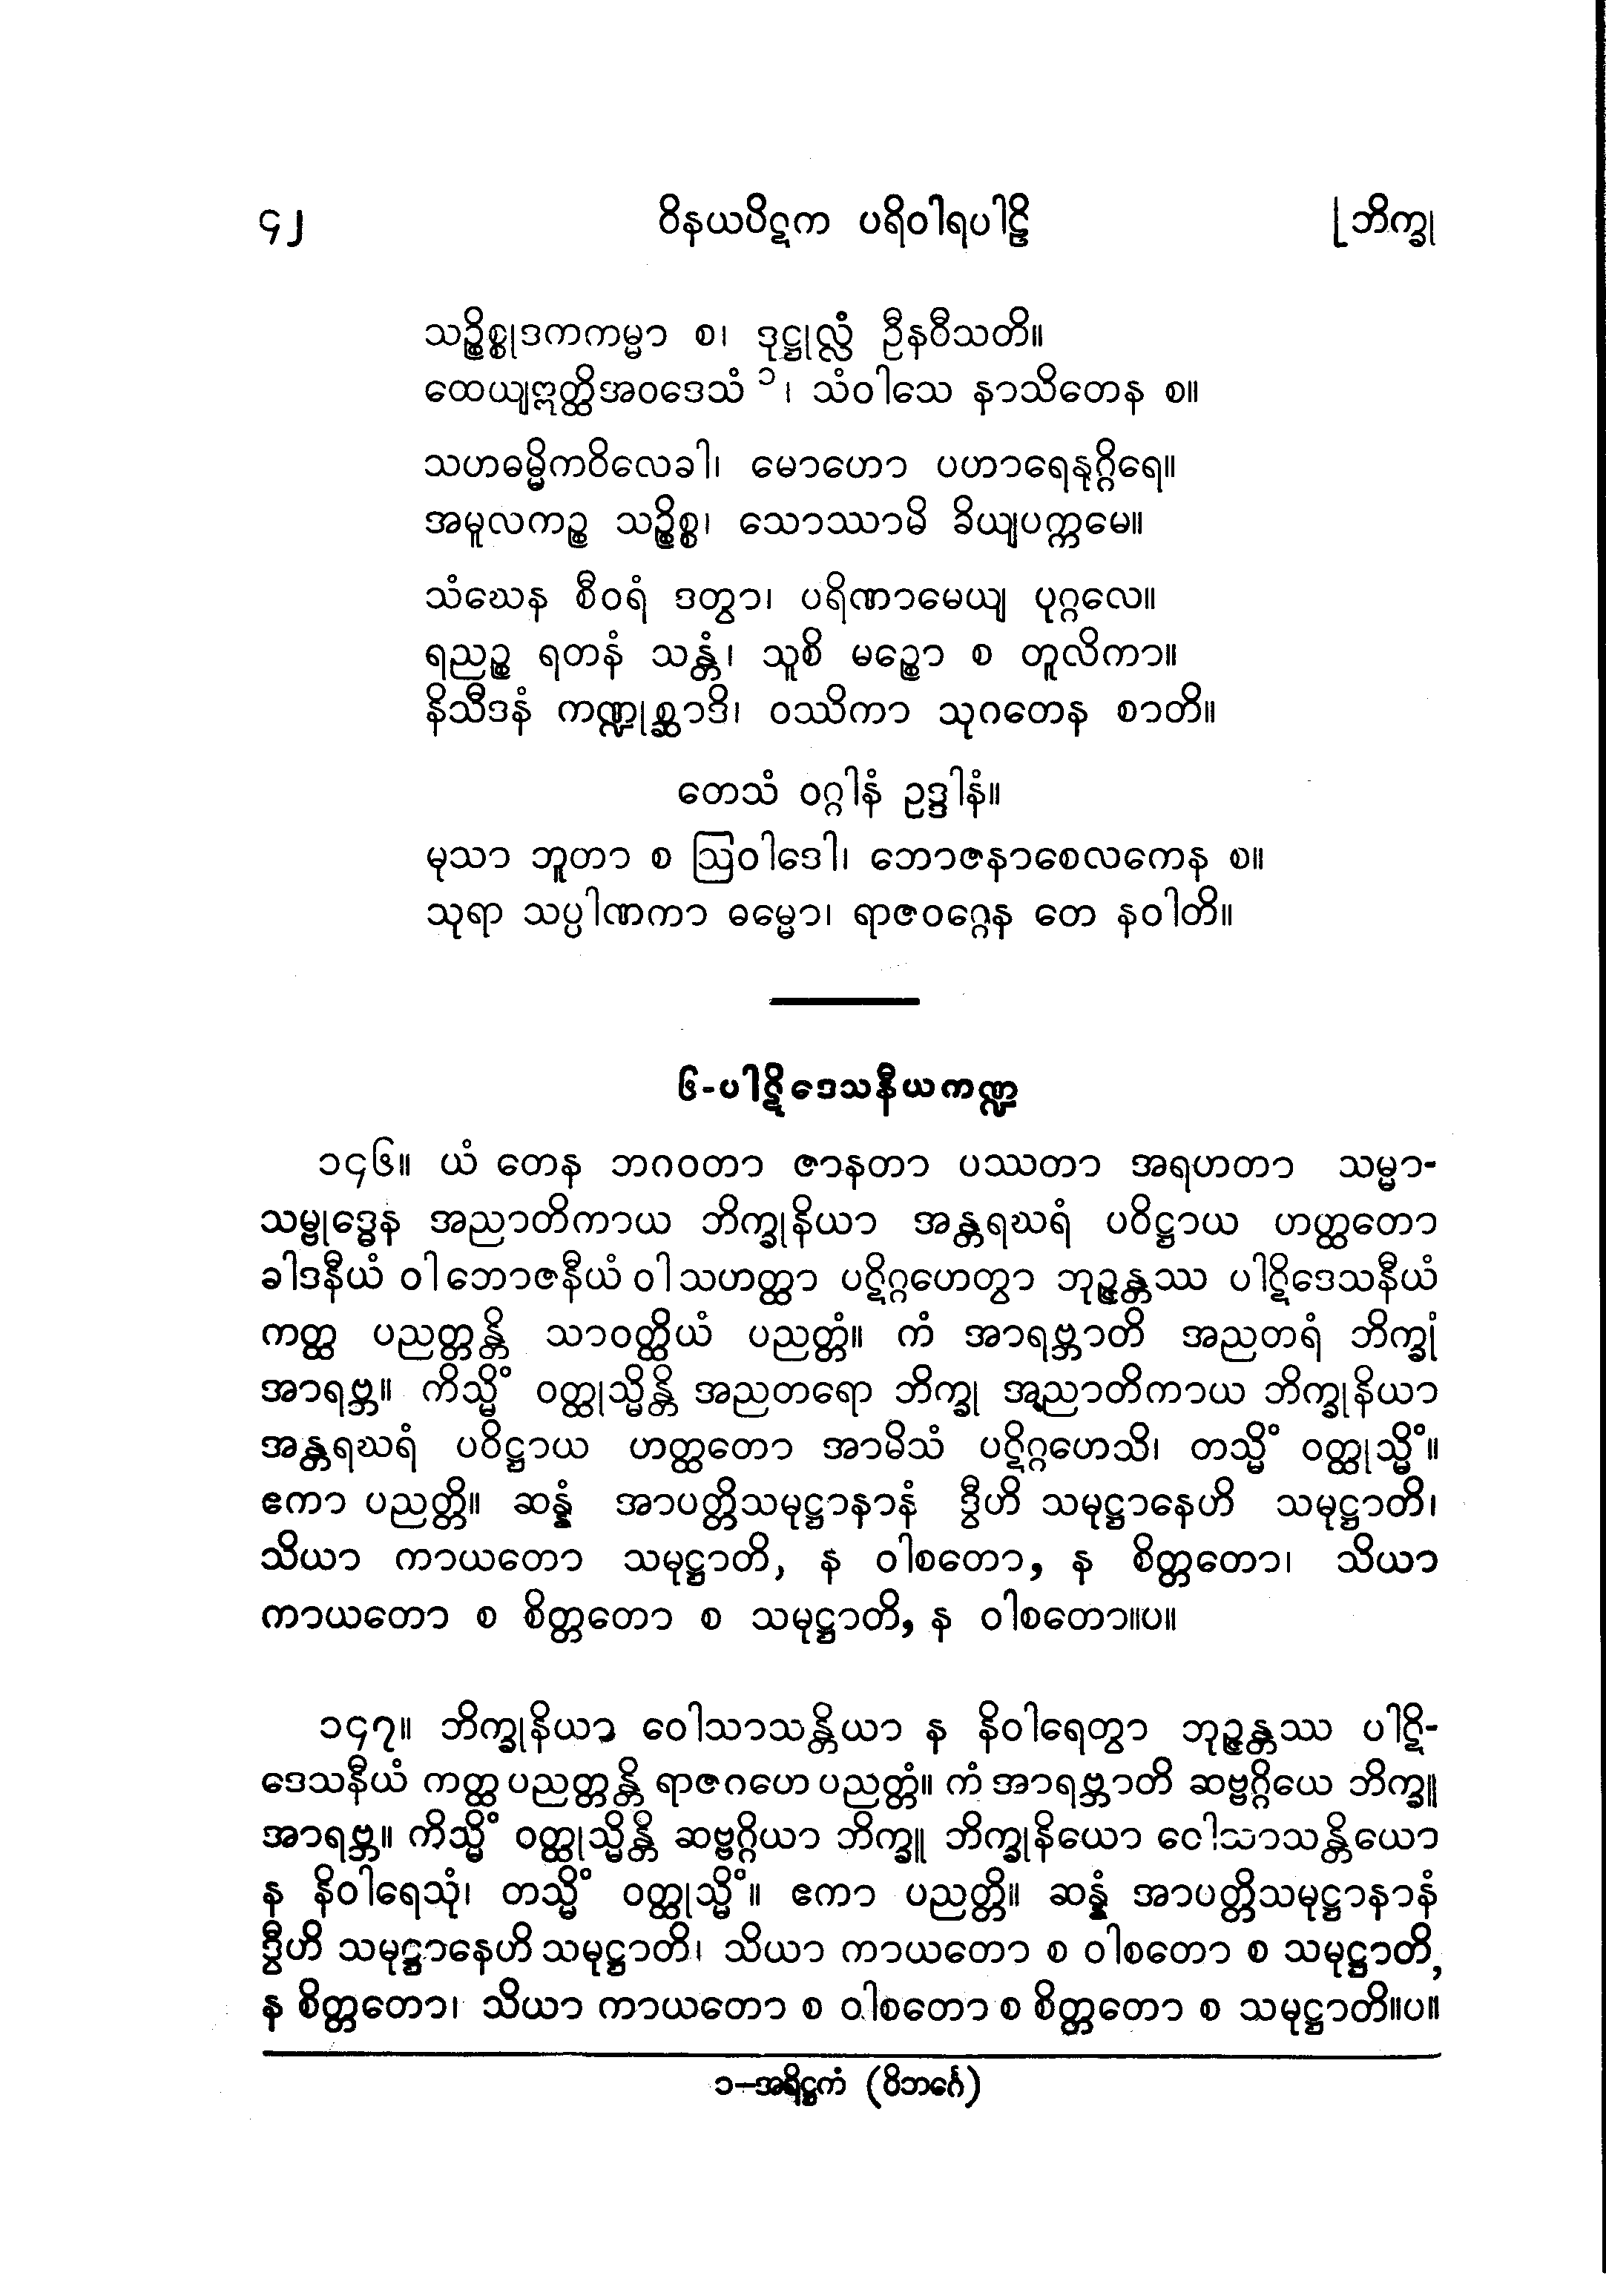 ၄၂ ဝိနယပိဋက ပရိဝါရပါဠိ [ဘိက္ခု
သဉ္စိစ္စုဒကကမ္မာ စ၊ ဒုဋ္ဌုလ္လံ ဦနဝီသတိ။
ထေယျဣတ္ထိအဝဒေသံ ၁၊ သံဝါသေ နာသိတေန စ။
သဟဓမ္မိကဝိလေခါ၊ မောဟော ပဟာရေနုဂ္ဂိရေ။
အမူလကဉ္စ သဉ္စိစ္စ၊ သောဿာမိ ခိယျပက္ကမေ။
သံဃေန စီဝရံ ဒတွာ၊ ပရိဏာမေယျ ပုဂ္ဂလေ။
ရညဉ္စ ရတနံ သန္တံ၊ သူစိ မဉ္စော စ တူလိကာ။
နိသီဒနံ ကဏ္ဍုစ္ဆာဒိ၊ ဝဿိကာ သုဂတေန စာတိ။
တေသံ ဝဂ္ဂါနံ ဥဒ္ဒါနံ။
မုသာ ဘူတာ စ ဩဝါဒေါ၊ ဘောဇနာစေလကေန စ။
သုရာ သပ္ပါဏကာ ဓမ္မော၊ ရာဇဝဂ္ဂေန တေ နဝါတိ။
၆-ပါဋိဒေသနီယကဏ္ဍ
၁၄၆။ ယံ တေန ဘဂဝတာ ဇာနတာ ပဿတာ အရဟတာ သမ္မာ-
သမ္ဗုဒ္ဓေန အညာတိကာယ ဘိက္ခုနိယာ အန္တရဃရံ ပဝိဋ္ဌာယ ဟတ္ထတော
ခါဒနီယံ ဝါ ဘောဇနီယံ ဝါ သဟတ္ထာ ပဋိဂ္ဂဟေတွာ ဘုဉ္ဇန္တဿ ပါဋိဒေသနီယံ
ကတ္ထ ပညတ္တန္တိ သာဝတ္ထိယံ ပညတ္တံ။ ကံ အာရဗ္ဘာတိ အညတရံ ဘိက္ခုံ
အာရဗ္ဘ။ ကိသ္မိံ ဝတ္ထုသ္မိန္တိ အညတရော ဘိက္ခု အညာတိကာယ ဘိက္ခုနိယာ
အန္တရဃရံ ပဝိဋ္ဌာယ ဟတ္ထတော အာမိသံ ပဋိဂ္ဂဟေသိ၊ တသ္မိံ ဝတ္ထုသ္မိံ။
ဧကာ ပညတ္တိ။ ဆန္နံ အာပတ္တိသမုဋ္ဌာနာနံ ဒွီဟိ သမုဋ္ဌာနေဟိ သမုဋ္ဌာတိ၊
သိယာ ကာယတော သမုဋ္ဌာတိ, န ဝါစတော, န စိတ္တတော၊ သိယာ
ကာယတော စ စိတ္တတော စ သမုဋ္ဌာတိ, န ဝါစတော။ပ။
၁၄၇။ ဘိက္ခုနိယာ ဝေါသာသန္တိယာ န နိဝါရေတွာ ဘုဉ္ဇန္တဿ ပါဋိ-
ဒေသနီယံ ကတ္ထ ပညတ္တန္တိ ရာဇဂဟေ ပညတ္တံ။ ကံ အာရဗ္ဘာတိ ဆဗ္ဗဂ္ဂိယေ ဘိက္ခူ
အာရဗ္ဘ။ ကိသ္မိံ ဝတ္ထုသ္မိန္တိ ဆဗ္ဗဂ္ဂိယာ ဘိက္ခူ ဘိက္ခုနိယော ဝေါသာသန္တိယော
န နိဝါရေသုံ၊ တသ္မိံ ဝတ္ထုသ္မိံ။ ဧကာ ပညတ္တိ။ ဆန္နံ အာပတ္တိသမုဋ္ဌာနာနံ
ဒွီဟိ သမုဋ္ဌာနေဟိ သမုဋ္ဌာတိ၊ သိယာ ကာယတော စ ဝါစတော စ သမုဋ္ဌာတိ,
န စိတ္တတော၊ သိယာ ကာယတော စ ဝါစတော စ စိတ္တတော စ သမုဋ္ဌာတိ။ပ။
၁−အရိဋ္ဌကံ (ဝိဘင်္ဂေ)